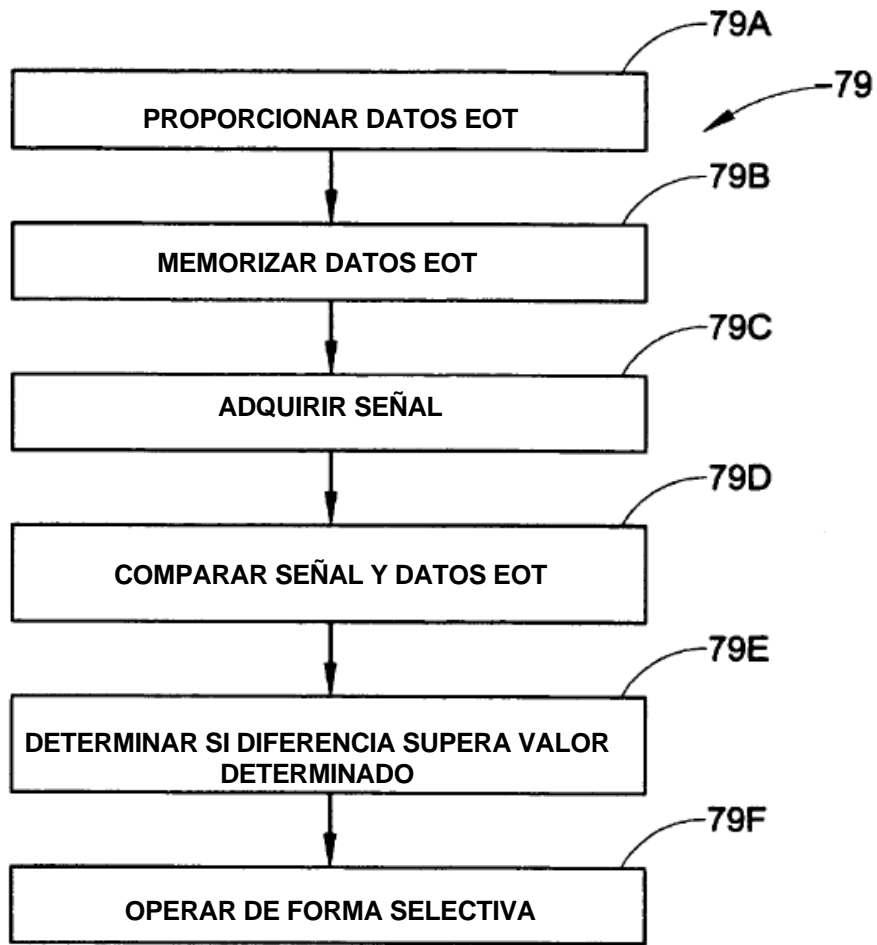 79A
79
PROPORCIONAR DATOS EOT
79B
MEMORIZAR DATOS EOT
79C
ADQUIRIR SEÑAL
79D
COMPARAR SEÑAL Y DATOS EOT
79E
DETERMINAR SI DIFERENCIA SUPERA VALOR
DETERMINADO
79F
OPERAR DE FORMA SELECTIVA